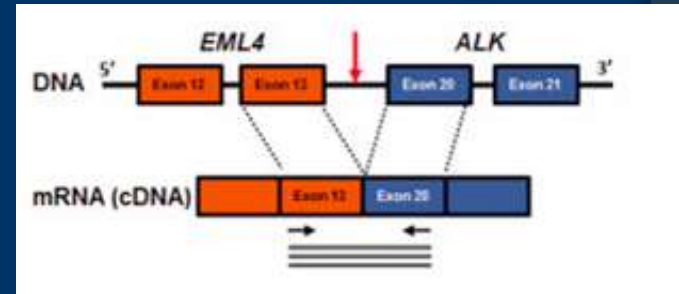 EML4 ALK
DNA 5' Exon 12 Exon 13 Exon 20 Exon 21 3'
mRNA (cDNA) Exon 13 Exon 20